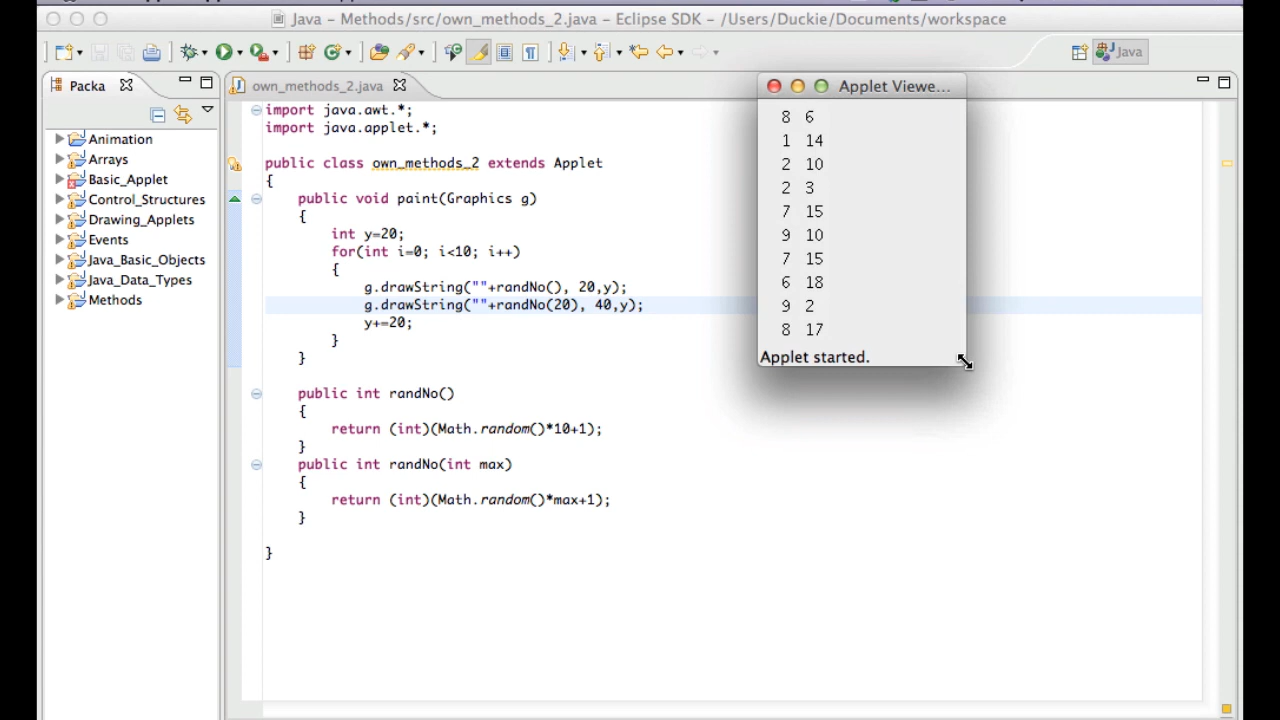 Java – Methods/src/own_methods_2.java – Eclipse SDK – /Users/Duckie/Documents/workspace
Java
Packa
Animation
Arrays
Basic_Applet
Control_Structures
Drawing_Applets
Events
Java_Basic_Objects
Java_Data_Types
Methods
own_methods_2.java
import java.awt.*;
import java.applet.*;
public class own_methods_2 extends Applet
{
public void paint(Graphics g)
{
int y=20;
for(int i=0; i<10; i++)
{
g.drawString(""+randNo(), 20,y);
g.drawString(""+randNo(20), 40,y);
y+=20;
}
}
public int randNo()
{
return (int)(Math.random()*10+1);
}
public int randNo(int max)
{
return (int)(Math.random()*max+1);
}
}
Applet Viewe...
8 6
1 14
2 10
2 3
7 15
9 10
7 15
6 18
9 2
8 17
Applet started.